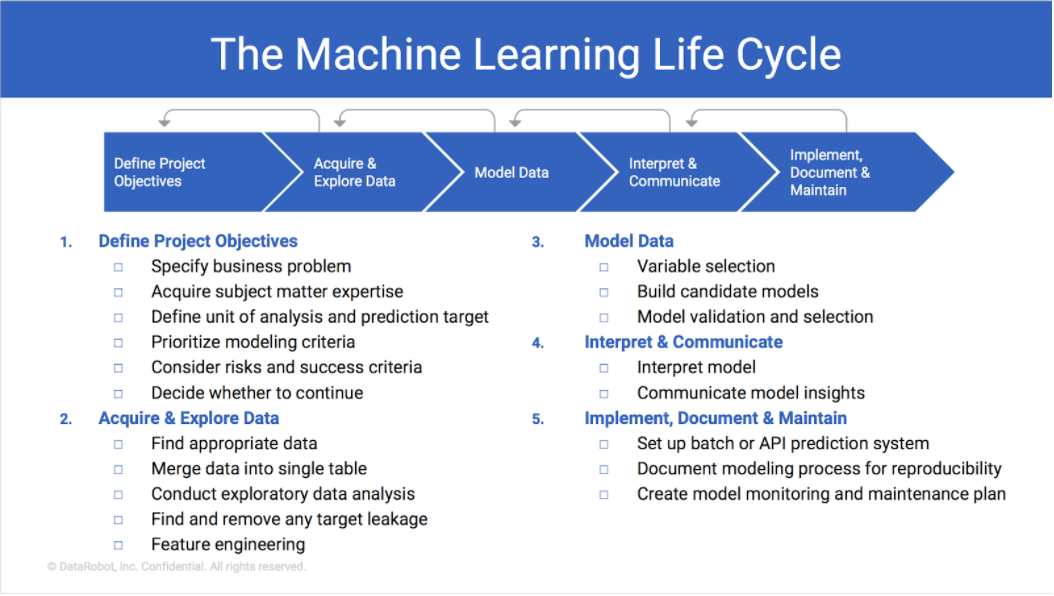 The Machine Learning Life Cycle
Define Project
Objectives
Acquire &
Explore Data
Model Data
Interpret &
Communicate
Implement,
Document &
Maintain
1. Define Project Objectives
□ Specify business problem
□ Acquire subject matter expertise
□ Define unit of analysis and prediction target
□ Prioritize modeling criteria
□ Consider risks and success criteria
□ Decide whether to continue
2. Acquire & Explore Data
□ Find appropriate data
□ Merge data into single table
□ Conduct exploratory data analysis
□ Find and remove any target leakage
□ Feature engineering
3. Model Data
□ Variable selection
□ Build candidate models
□ Model validation and selection
4. Interpret & Communicate
□ Interpret model
□ Communicate model insights
5. Implement, Document & Maintain
□ Set up batch or API prediction system
□ Document modeling process for reproducibility
□ Create model monitoring and maintenance plan
© DataRobot, Inc. Confidential. All rights reserved.